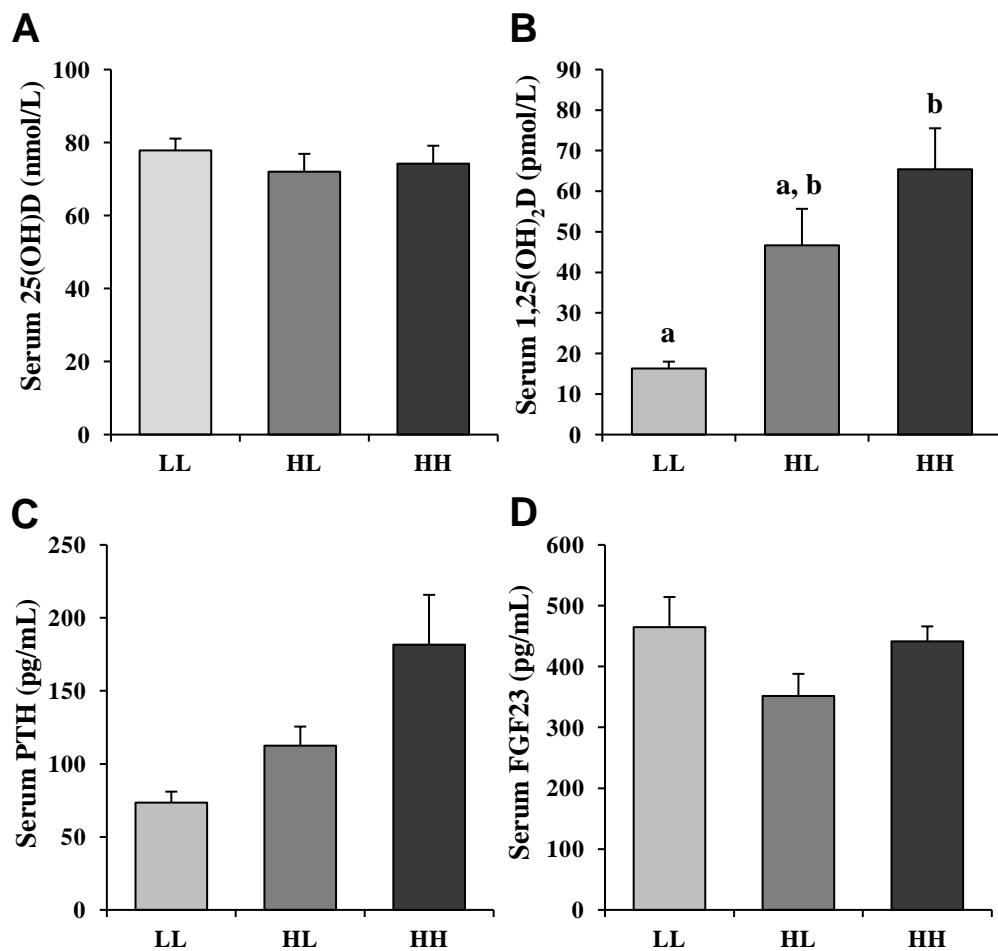 A
Serum 25(OH)D (nmol/L)
100
80
60
40
20
0
LL HL HH
B
Serum 1,25(OH)₂D (pmol/L)
90
80
70
60
50
40
30
20
10
0
a
a, b
b
LL HL HH
C
Serum PTH (pg/mL)
250
200
150
100
50
0
LL HL HH
D
Serum FGF23 (pg/mL)
600
500
400
300
200
100
0
LL HL HH